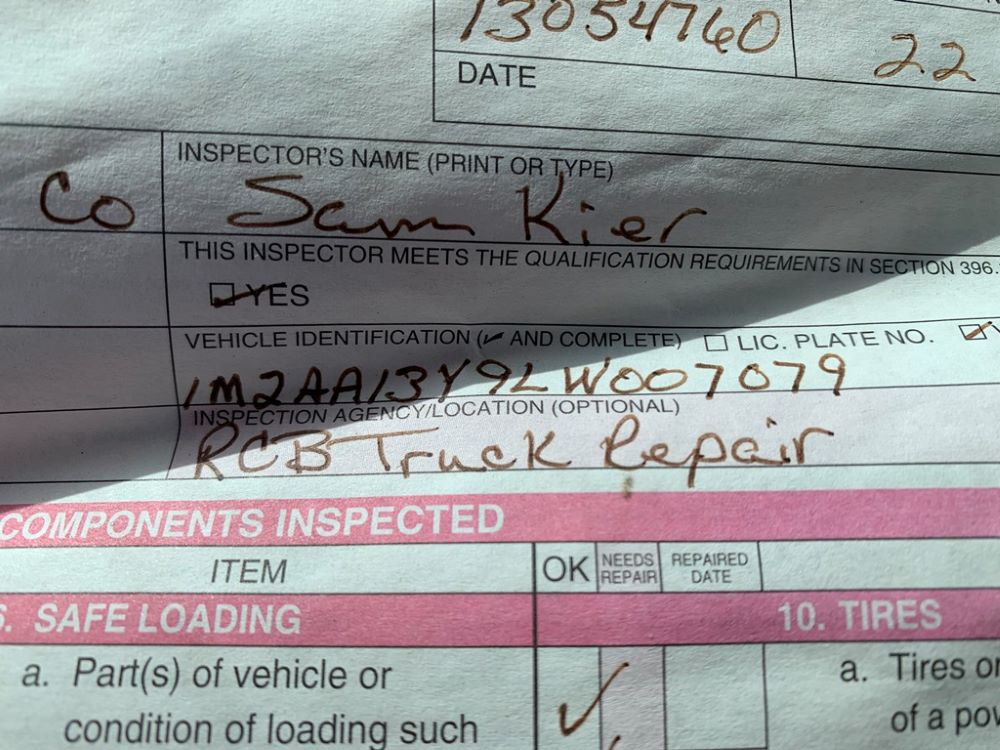 13054760 22
DATE
INSPECTOR'S NAME (PRINT OR TYPE)
Co Sam Kier
THIS INSPECTOR MEETS THE QUALIFICATION REQUIREMENTS IN SECTION 396.
YES
VEHICLE IDENTIFICATION (✓ AND COMPLETE) ☐ LIC. PLATE NO. ☑
1M2AA13Y9LW007079
INSPECTION AGENCY/LOCATION (OPTIONAL)
RCB Truck Repair
COMPONENTS INSPECTED
ITEM OK NEEDS REPAIR REPAIRED DATE
6. SAFE LOADING 10. TIRES
a. Part(s) of vehicle or a. Tires or
condition of loading such of a pow